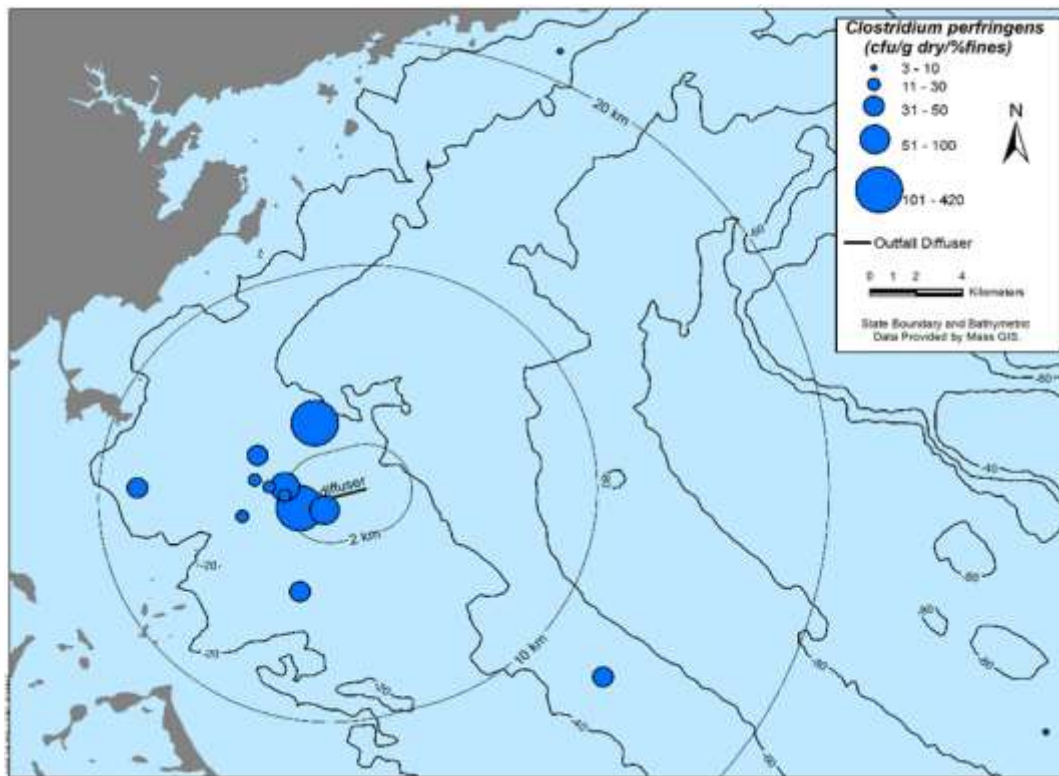 Clostridium perfringens
(cfu/g dry/%fines)
3 - 10
11 - 30
31 - 50
51 - 100
101 - 420
N
Outfall Diffuser
0 1 2 4
Kilometers
State Boundary and Bathymetric
Data Provided by Mass GIS.
20 km
-60
-80
-40
diffuser
2 km
-20
-60
-80
-20
10 km
-80
-20
-40
-80
-60